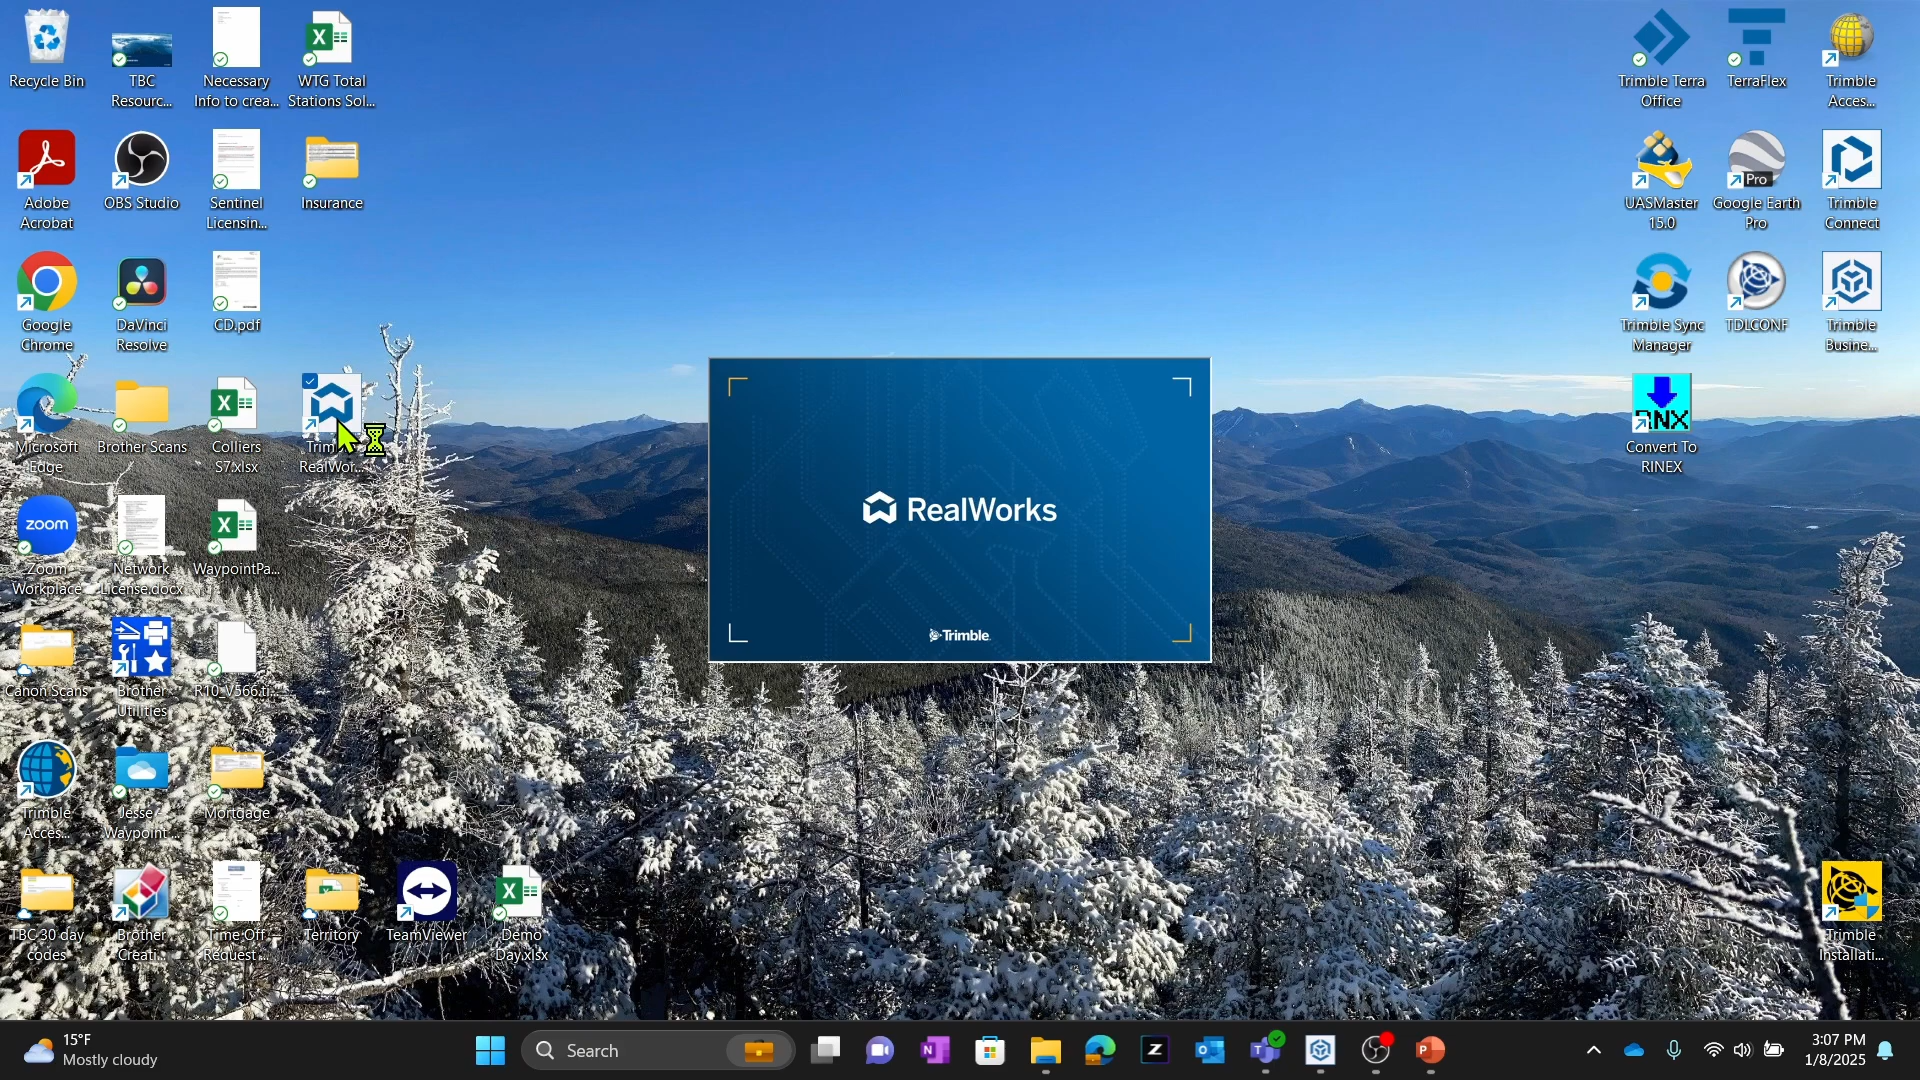 Recycle Bin
TBC
Resourc...
Necessary
Info to crea...
WTG Total
Stations Sol...
Adobe
Acrobat
OBS Studio
Sentinel
Licensin...
Insurance
Google
Chrome
DaVinci
Resolve
CD.pdf
Microsoft
Edge
Brother Scans
Colliers
S7.xlsx
Trim
RealWor...
zoom
Zoom
Workplace
Network
License.docx
WaypointPa...
Canon Scans
Brother
Utilities
R10_V566.ti...
Trimble
Acces...
Jesse -
Waypoint ...
Mortgage
TBC 30 day
codes
Brother
Creati...
Time Off
Request ...
Territory
TeamViewer
Demo
Day.xlsx
RealWorks
Trimble
Trimble Terra
Office
TerraFlex
Trimble
Acces...
UASMaster
15.0
Pro
Google Earth
Pro
Trimble
Connect
Trimble Sync
Manager
TDLCONF
Trimble
Busine...
RNX
Convert To
RINEX
Trimble
Installati...
15°F
Mostly cloudy
Search
3:07 PM
1/8/2025